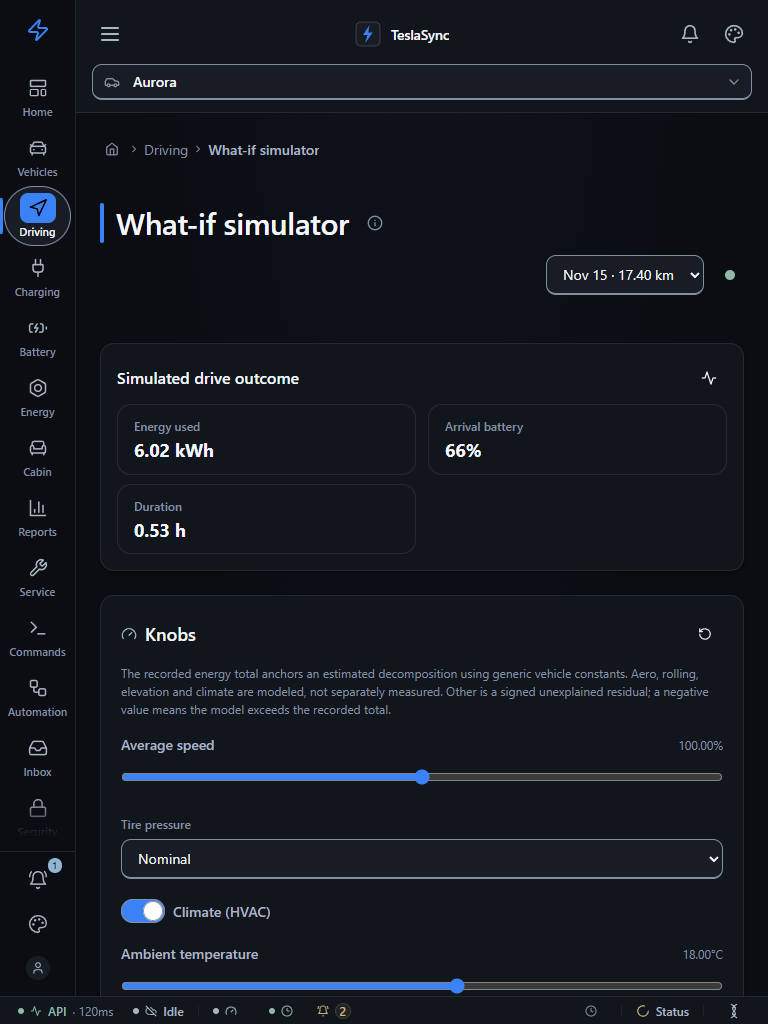 TeslaSync
Aurora
Home
Vehicles
Driving
Charging
Battery
Energy
Cabin
Reports
Service
Commands
Automation
Inbox
Security
1
Driving
What-if simulator
What-if simulator
Nov 15 · 17.40 km
Simulated drive outcome
Energy used
6.02 kWh
Arrival battery
66%
Duration
0.53 h
Knobs
The recorded energy total anchors an estimated decomposition using generic vehicle constants. Aero, rolling,
elevation and climate are modeled, not separately measured. Other is a signed unexplained residual; a negative
value means the model exceeds the recorded total.
Average speed
100.00%
Tire pressure
Nominal
Climate (HVAC)
Ambient temperature
18.00°C
API · 120ms
Idle
2
Status